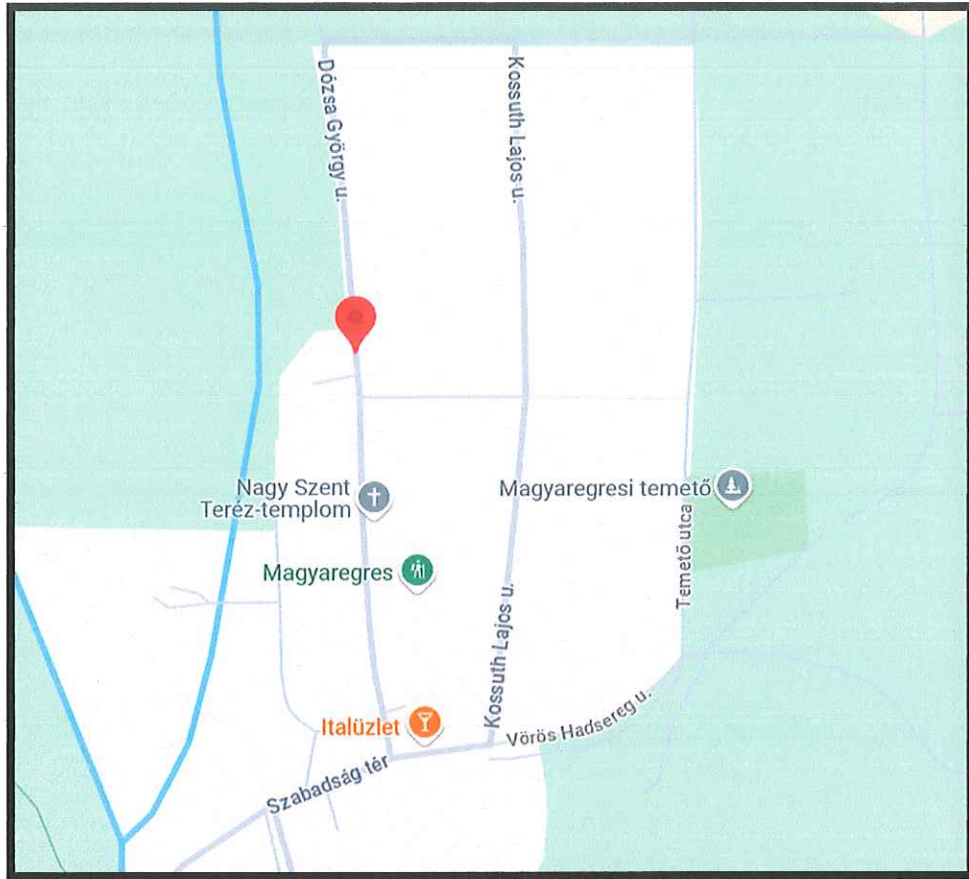 Dózsa György u.
Kossuth Lajos u.
Nagy Szent
Teréz-templom
Magyaregresi temető
Temető utca
Magyaregres
Kossuth Lajos u.
Italüzlet
Vörös Hadsereg u.
Szabadság tér